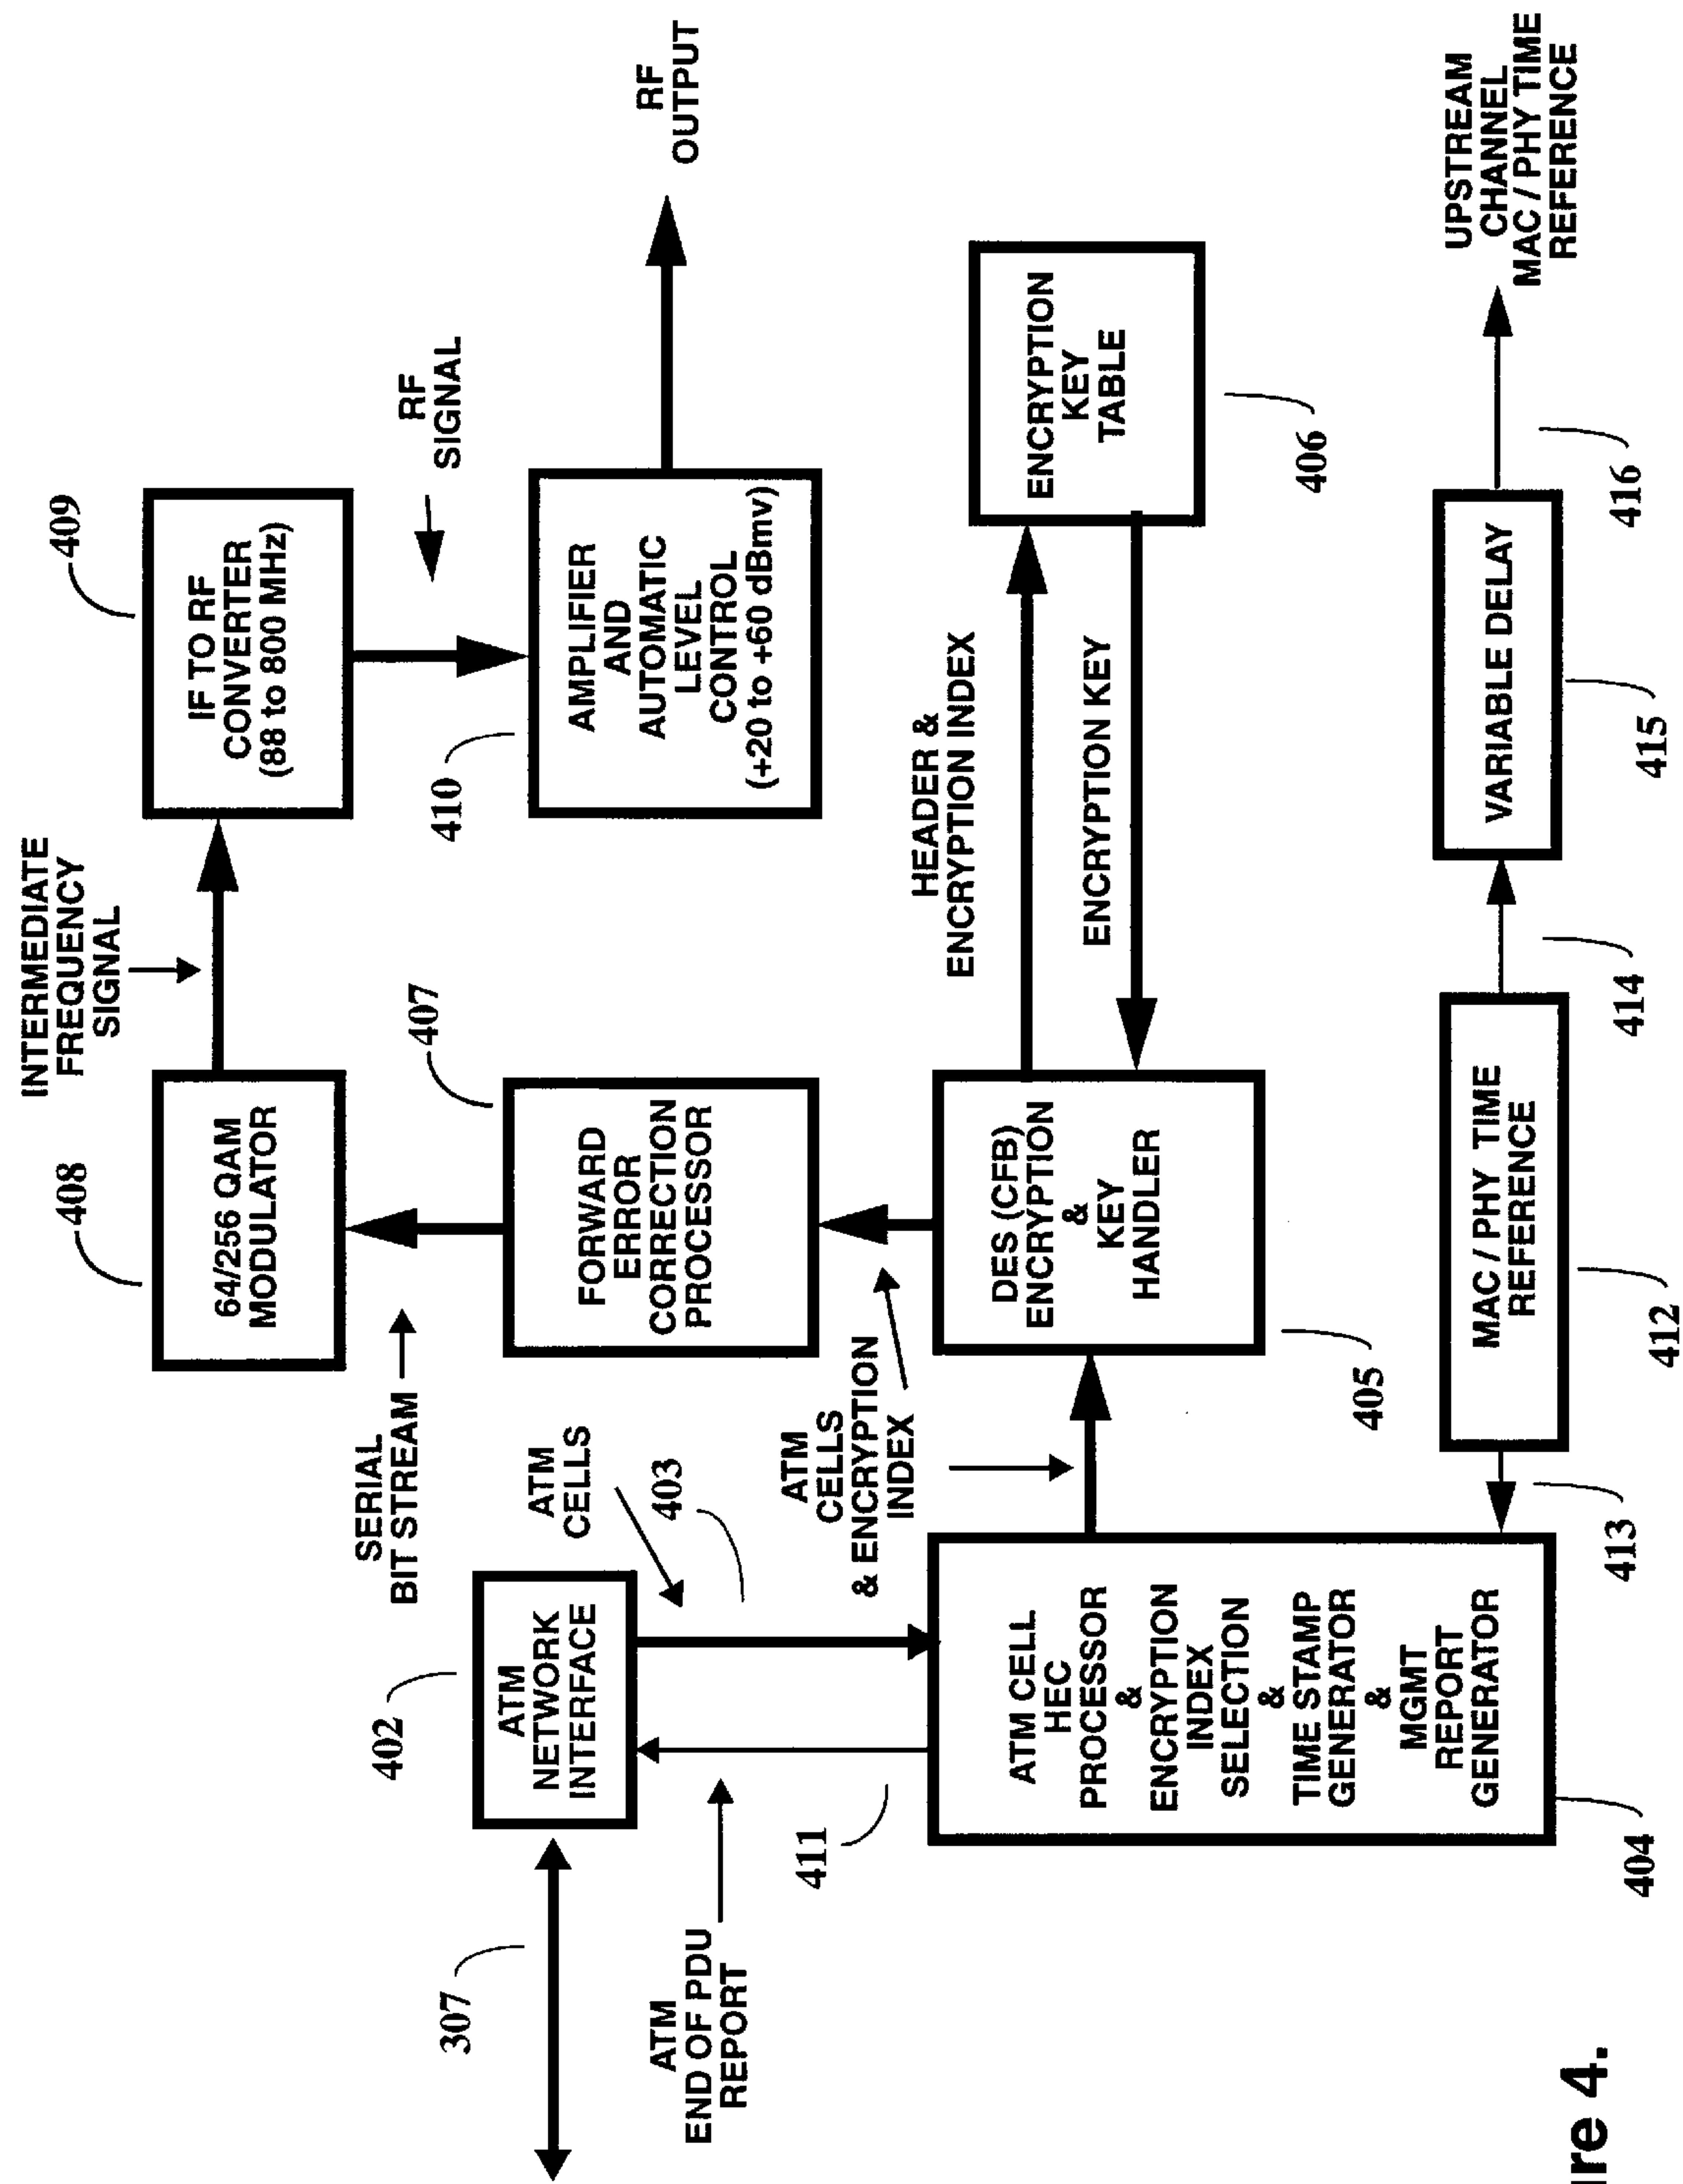 INTERMEDIATE
FREQUENCY
SIGNAL
408
64/256 QAM
MODULATOR
409
IF TO RF
CONVERTER
(88 to 800 MHz)
RF
SIGNAL
SERIAL
BIT STREAM
407
FORWARD
ERROR
CORRECTION
PROCESSOR
410
AMPLIFIER
AND
AUTOMATIC
LEVEL
CONTROL
(+20 to +60 dBmv)
RF
OUTPUT
307
402
ATM
NETWORK
INTERFACE
ATM
CELLS
403
ATM
END OF PDU
REPORT
411
ATM
CELLS
& ENCRYPTION
INDEX
404
ATM CELL
HEC
PROCESSOR
&
ENCRYPTION
INDEX
SELECTION
&
TIME STAMP
GENERATOR
&
MGMT
REPORT
GENERATOR
DES (CFB)
ENCRYPTION
&
KEY
HANDLER
405
HEADER &
ENCRYPTION INDEX
ENCRYPTION KEY
ENCRYPTION
KEY
TABLE
406
413
MAC / PHY TIME
REFERENCE
412
414
VARIABLE DELAY
415
416
UPSTREAM
CHANNEL
MAC / PHY TIME
REFERENCE
re 4.